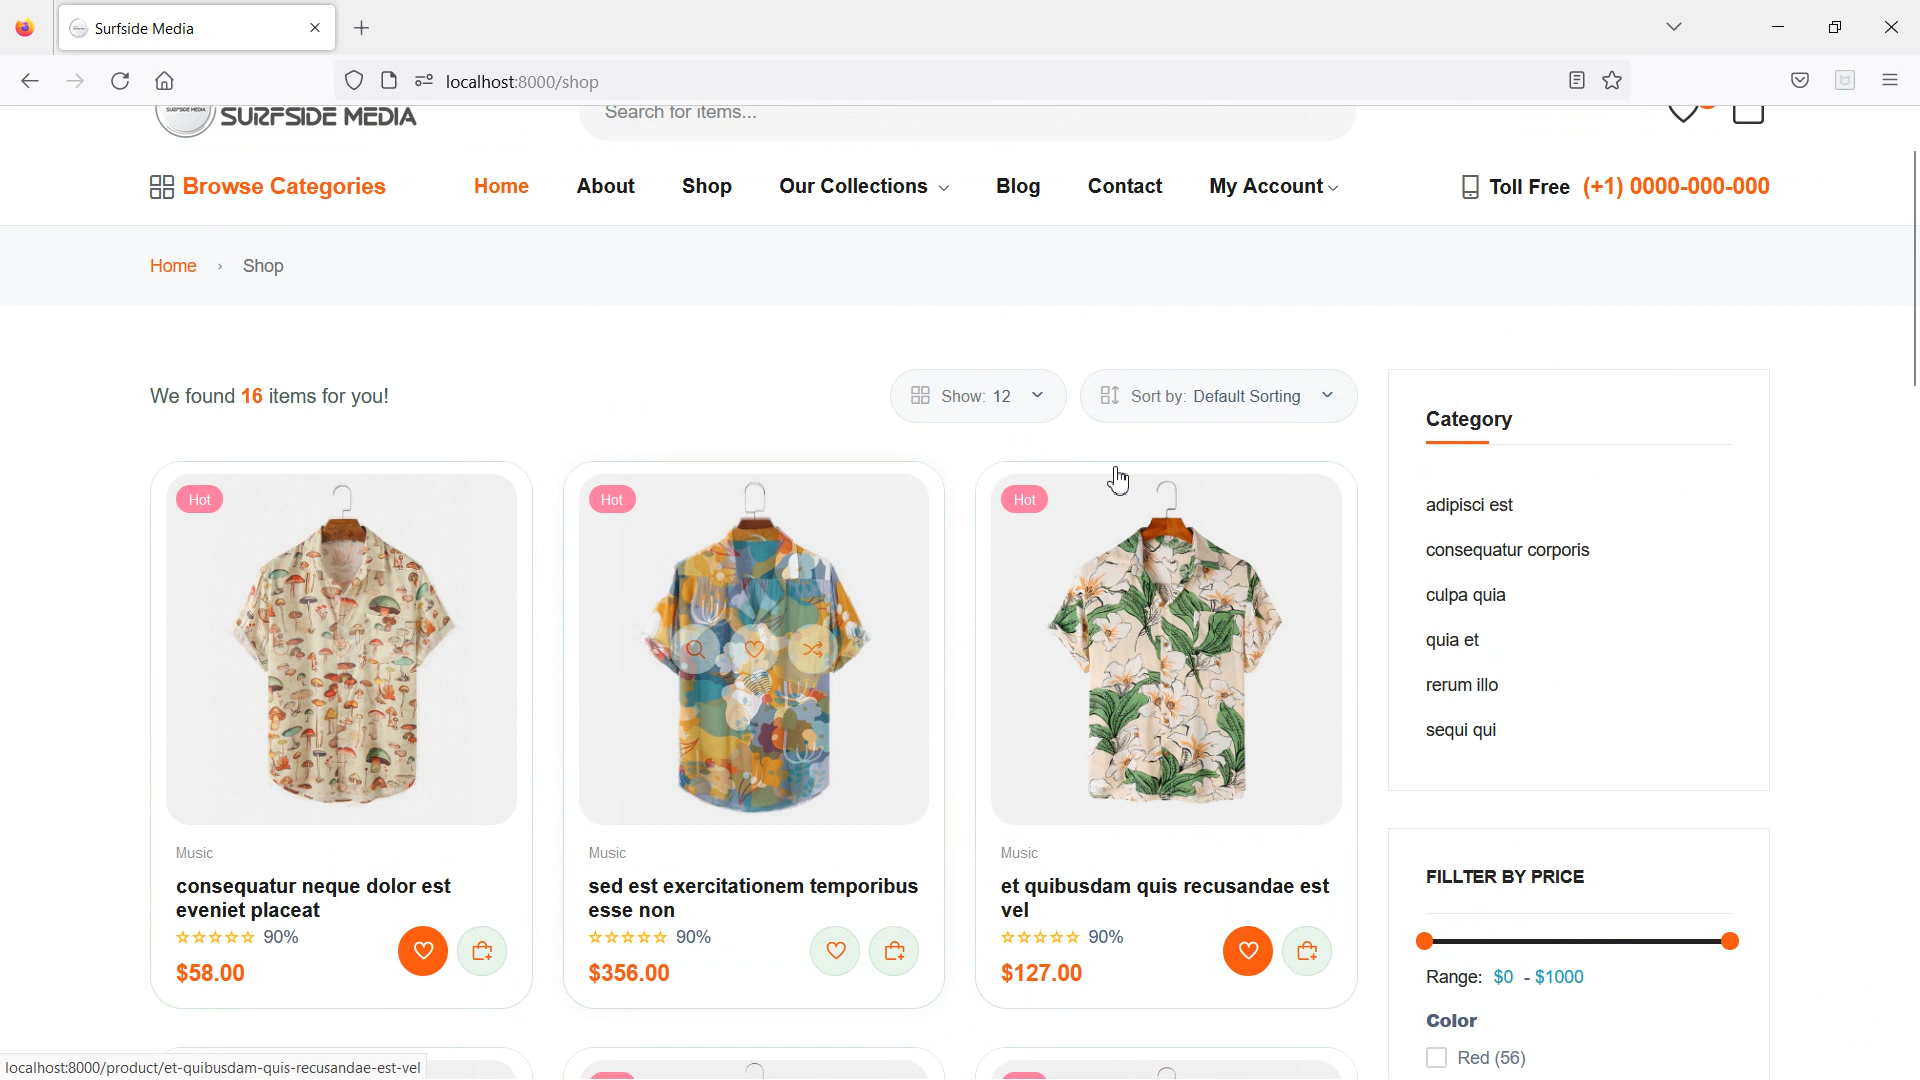 Surfside Media
localhost:8000/shop
SURFSIDE MEDIA
SURFSIDE MEDIA
Search for items...
Browse Categories
Home
About
Shop
Our Collections
Blog
Contact
My Account
Toll Free (+1) 0000-000-000
Home › Shop
We found 16 items for you!
Show: 12
Sort by: Default Sorting
Hot
Music
consequatur neque dolor est
eveniet placeat
90%
$58.00
Hot
Music
sed est exercitationem temporibus
esse non
90%
$356.00
Hot
Music
et quibusdam quis recusandae est
vel
90%
$127.00
Category
adipisci est
consequatur corporis
culpa quia
quia et
rerum illo
sequi qui
FILLTER BY PRICE
Range: $0 - $1000
Color
Red (56)
localhost:8000/product/et-quibusdam-quis-recusandae-est-vel